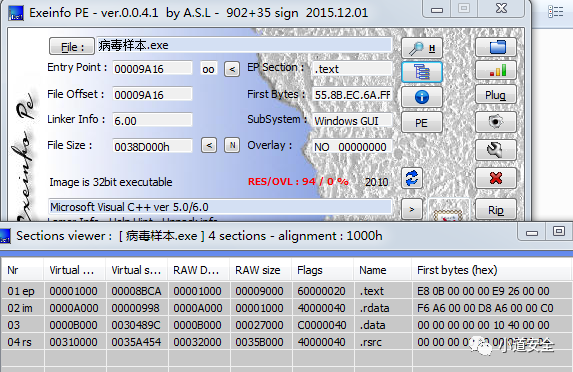 Exeinfo PE - ver.0.0.4.1 by A.S.L - 902+35 sign 2015.12.01
File : 病毒样本.exe H
Entry Point : 00009A16 oo < EP Section : .text
File Offset : 00009A16 First Bytes : 55.8B.EC.6A.FF Plug
Linker Info : 6.00 SubSystem : Windows GUI PE
File Size : 0038D000h < N Overlay : NO 00000000
Image is 32bit executable RES/OVL : 94 / 0 % 2010
Microsoft Visual C++ ver 5.0/6.0 > Rip
Exeinfo Pe
Sections viewer : [ 病毒样本.exe ] 4 sections - alignment : 1000h
Nr Virtual ... Virtual s... RAW D... RAW size Flags Name First bytes (hex)
01 ep 00001000 00008BCA 00001000 00009000 60000020 .text E8 0B 00 00 00 E9 26 00 00
02 im 0000A000 00000998 0000A000 00001000 40000040 .rdata F6 A6 00 00 D8 A6 00 00 C0
03 0000B000 0030489C 0000B000 00027000 C0000040 .data 00 00 00 00 00 10 40 00 00
04 rs 00310000 0035A454 00032000 0035B000 40000040 .rsrc 00 00 00 00
小道安全